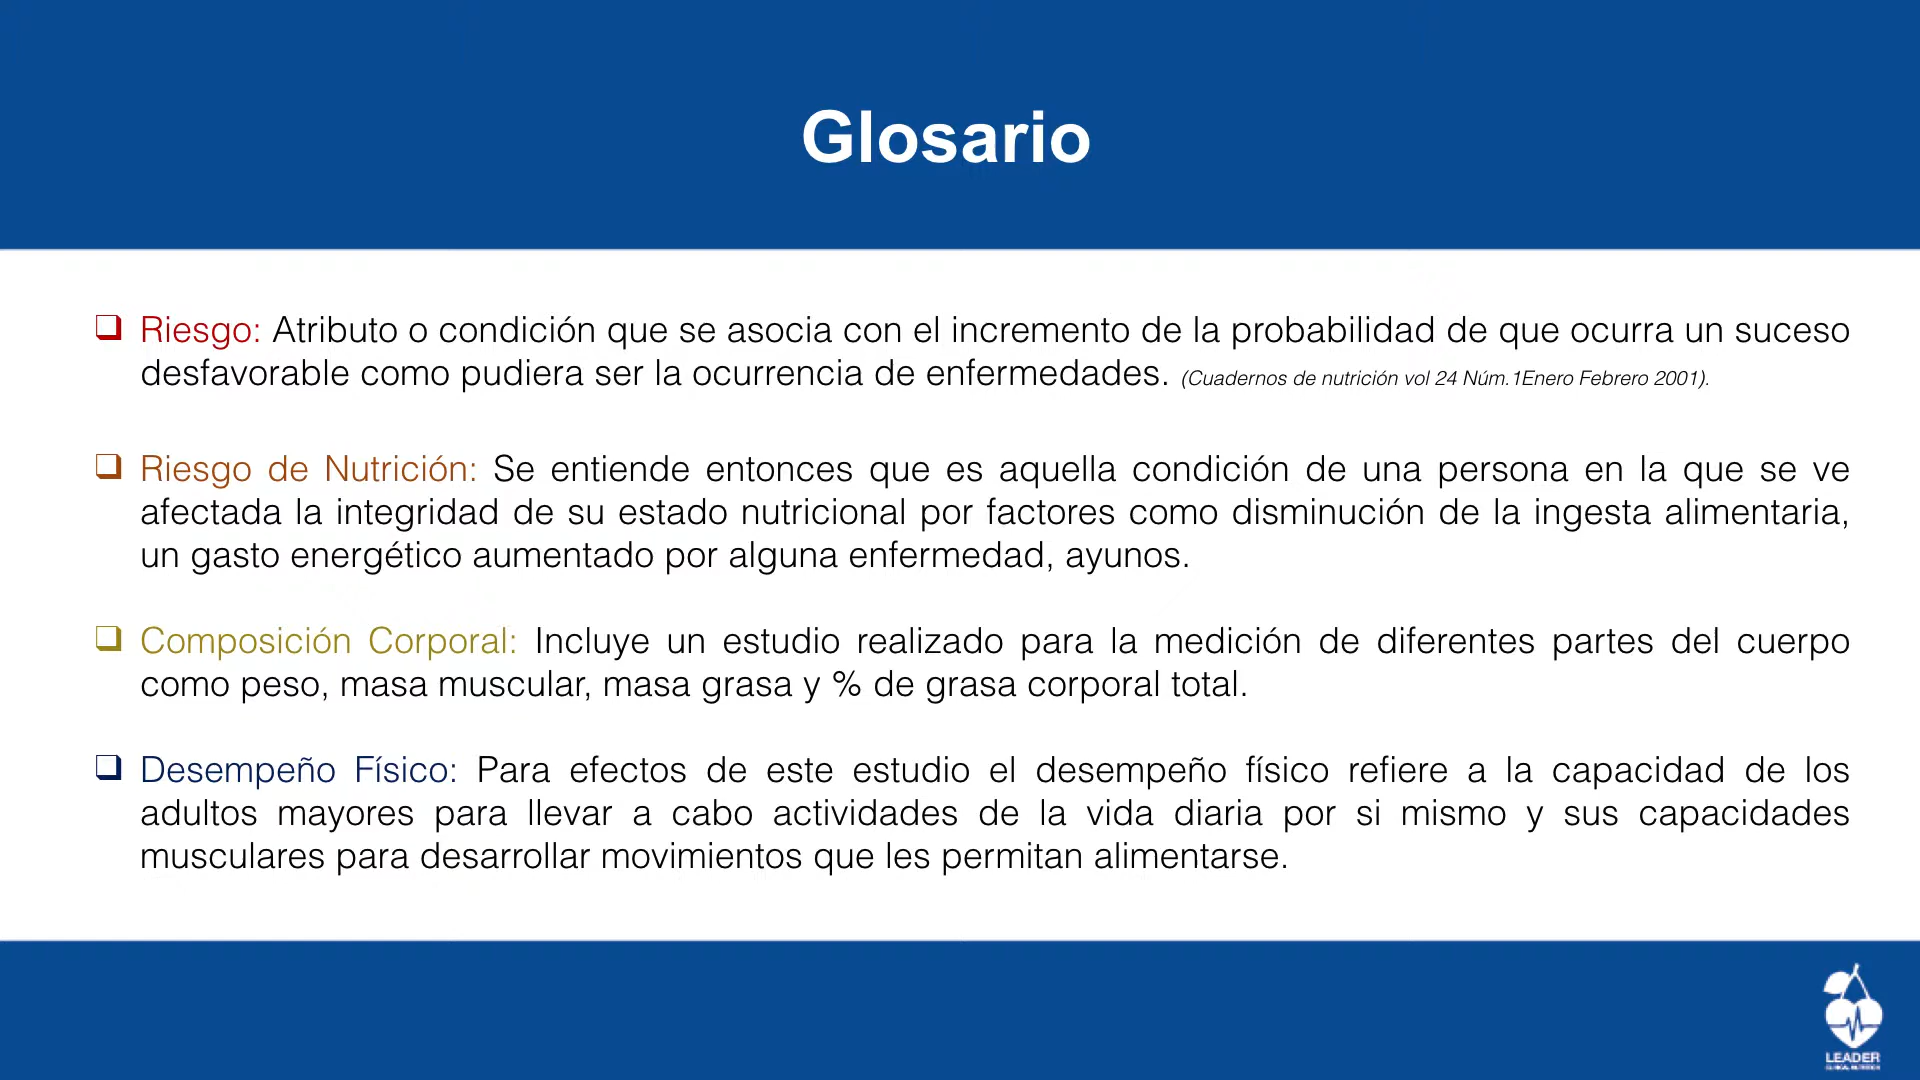 Glosario
Riesgo: Atributo o condición que se asocia con el incremento de la probabilidad de que ocurra un suceso
desfavorable como pudiera ser la ocurrencia de enfermedades. (Cuadernos de nutrición vol 24 Núm.1Enero Febrero 2001).
Riesgo de Nutrición: Se entiende entonces que es aquella condición de una persona en la que se ve
afectada la integridad de su estado nutricional por factores como disminución de la ingesta alimentaria,
un gasto energético aumentado por alguna enfermedad, ayunos.
Composición Corporal: Incluye un estudio realizado para la medición de diferentes partes del cuerpo
como peso, masa muscular, masa grasa y % de grasa corporal total.
Desempeño Físico: Para efectos de este estudio el desempeño físico refiere a la capacidad de los
adultos mayores para llevar a cabo actividades de la vida diaria por si mismo y sus capacidades
musculares para desarrollar movimientos que les permitan alimentarse.
LEADER
CLINICAL NUTRITION